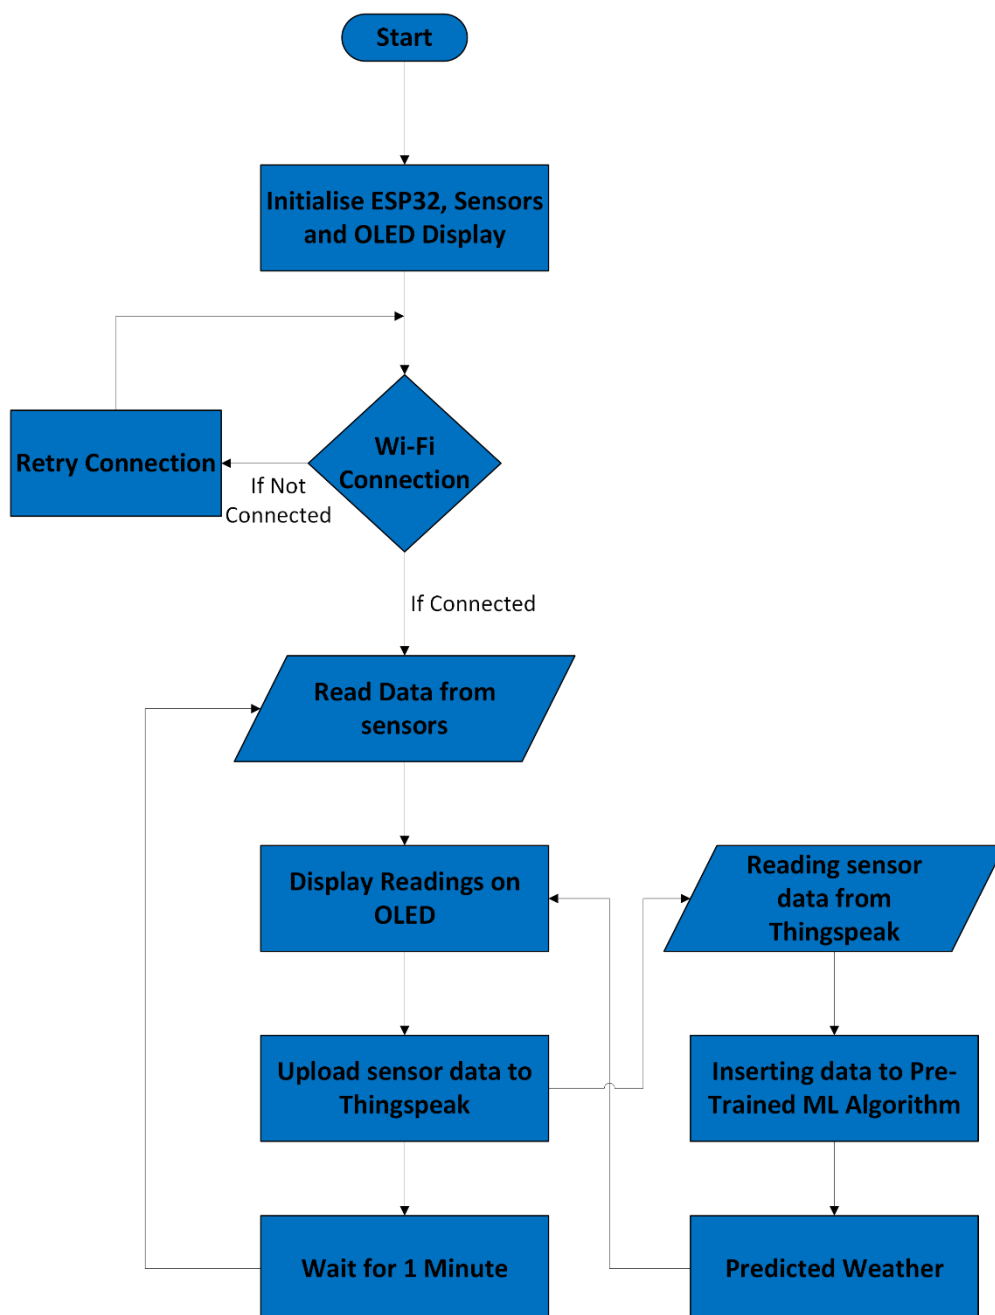 Start
Initialise ESP32, Sensors
and OLED Display
Wi-Fi
Connection
Retry Connection
If Not
Connected
If Connected
Read Data from
sensors
Display Readings on
OLED
Reading sensor
data from
Thingspeak
Upload sensor data to
Thingspeak
Inserting data to Pre-
Trained ML Algorithm
Wait for 1 Minute
Predicted Weather